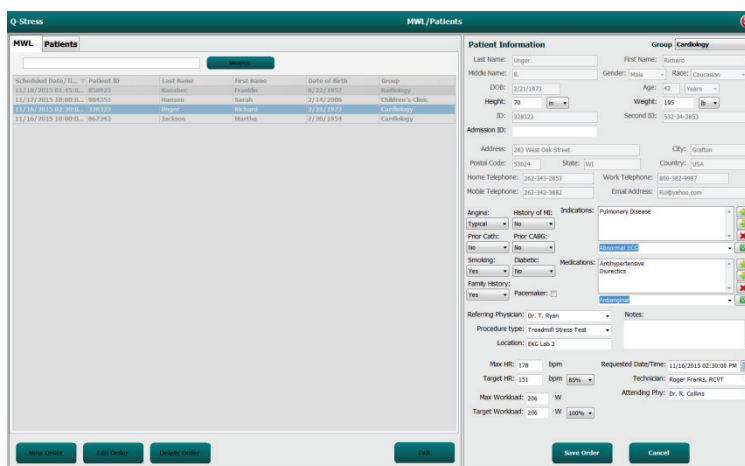 Q-Stress MWL/Patients
MWL Patients
Search
Scheduled Date/Ti... Patient ID Last Name First Name Date of Birth Group
Franklin 8/22/1957 Radiology
11/12/2015 10:00:0... 984353 Hansen Sarah 2/14/2006 Children's Clinic
11/16/2015 02:30:0... 328323 Unger Richard 2/21/1973 Cardiology
11/16/2015 10:00:0... 867343 Jackson Martha 7/30/1954 Cardiology
New Order Edit Order Delete Order Exit
Patient Information Group Cardiology
Last Name: Unger First Name: Richard
Middle Name: R. Gender: Male Race: Caucasian
DOB: 2/21/1973 Age: 42 Years
Height: 70 in Weight: 195 lb
ID: 328323 Second ID: 532-34-2853
Admission ID:
Address: 283 West Oak Street City: Grafton
Postal Code: 53024 State: WI Country: USA
Home Telephone: 262-343-2853 Work Telephone: 800-382-9987
Mobile Telephone: 262-342-3882 Email Address: RU@yahoo.com
Angina: History of MI: Indications: Pulmonary Disease
Typical No
Prior Cath: Prior CABG:
No No Abnormal ECG
Smoking: Diabetic: Medications: Antihypertensive
Yes No Diurectics
Family History:
Yes Pacemaker: Antianginal
Referring Physician: Dr. T. Ryan Notes:
Procedure type: Treadmill Stress Test
Location: EKG Lab 2
Max HR: 178 bpm Requested Date/Time: 11/16/2015 02:30:00 PM
Target HR: 151 bpm 85% Technician: Roger Franks, RCVT
Max Workload: 206 W Attending Phy: Dr. R. Collins
Target Workload: 206 W 100%
Save Order Cancel